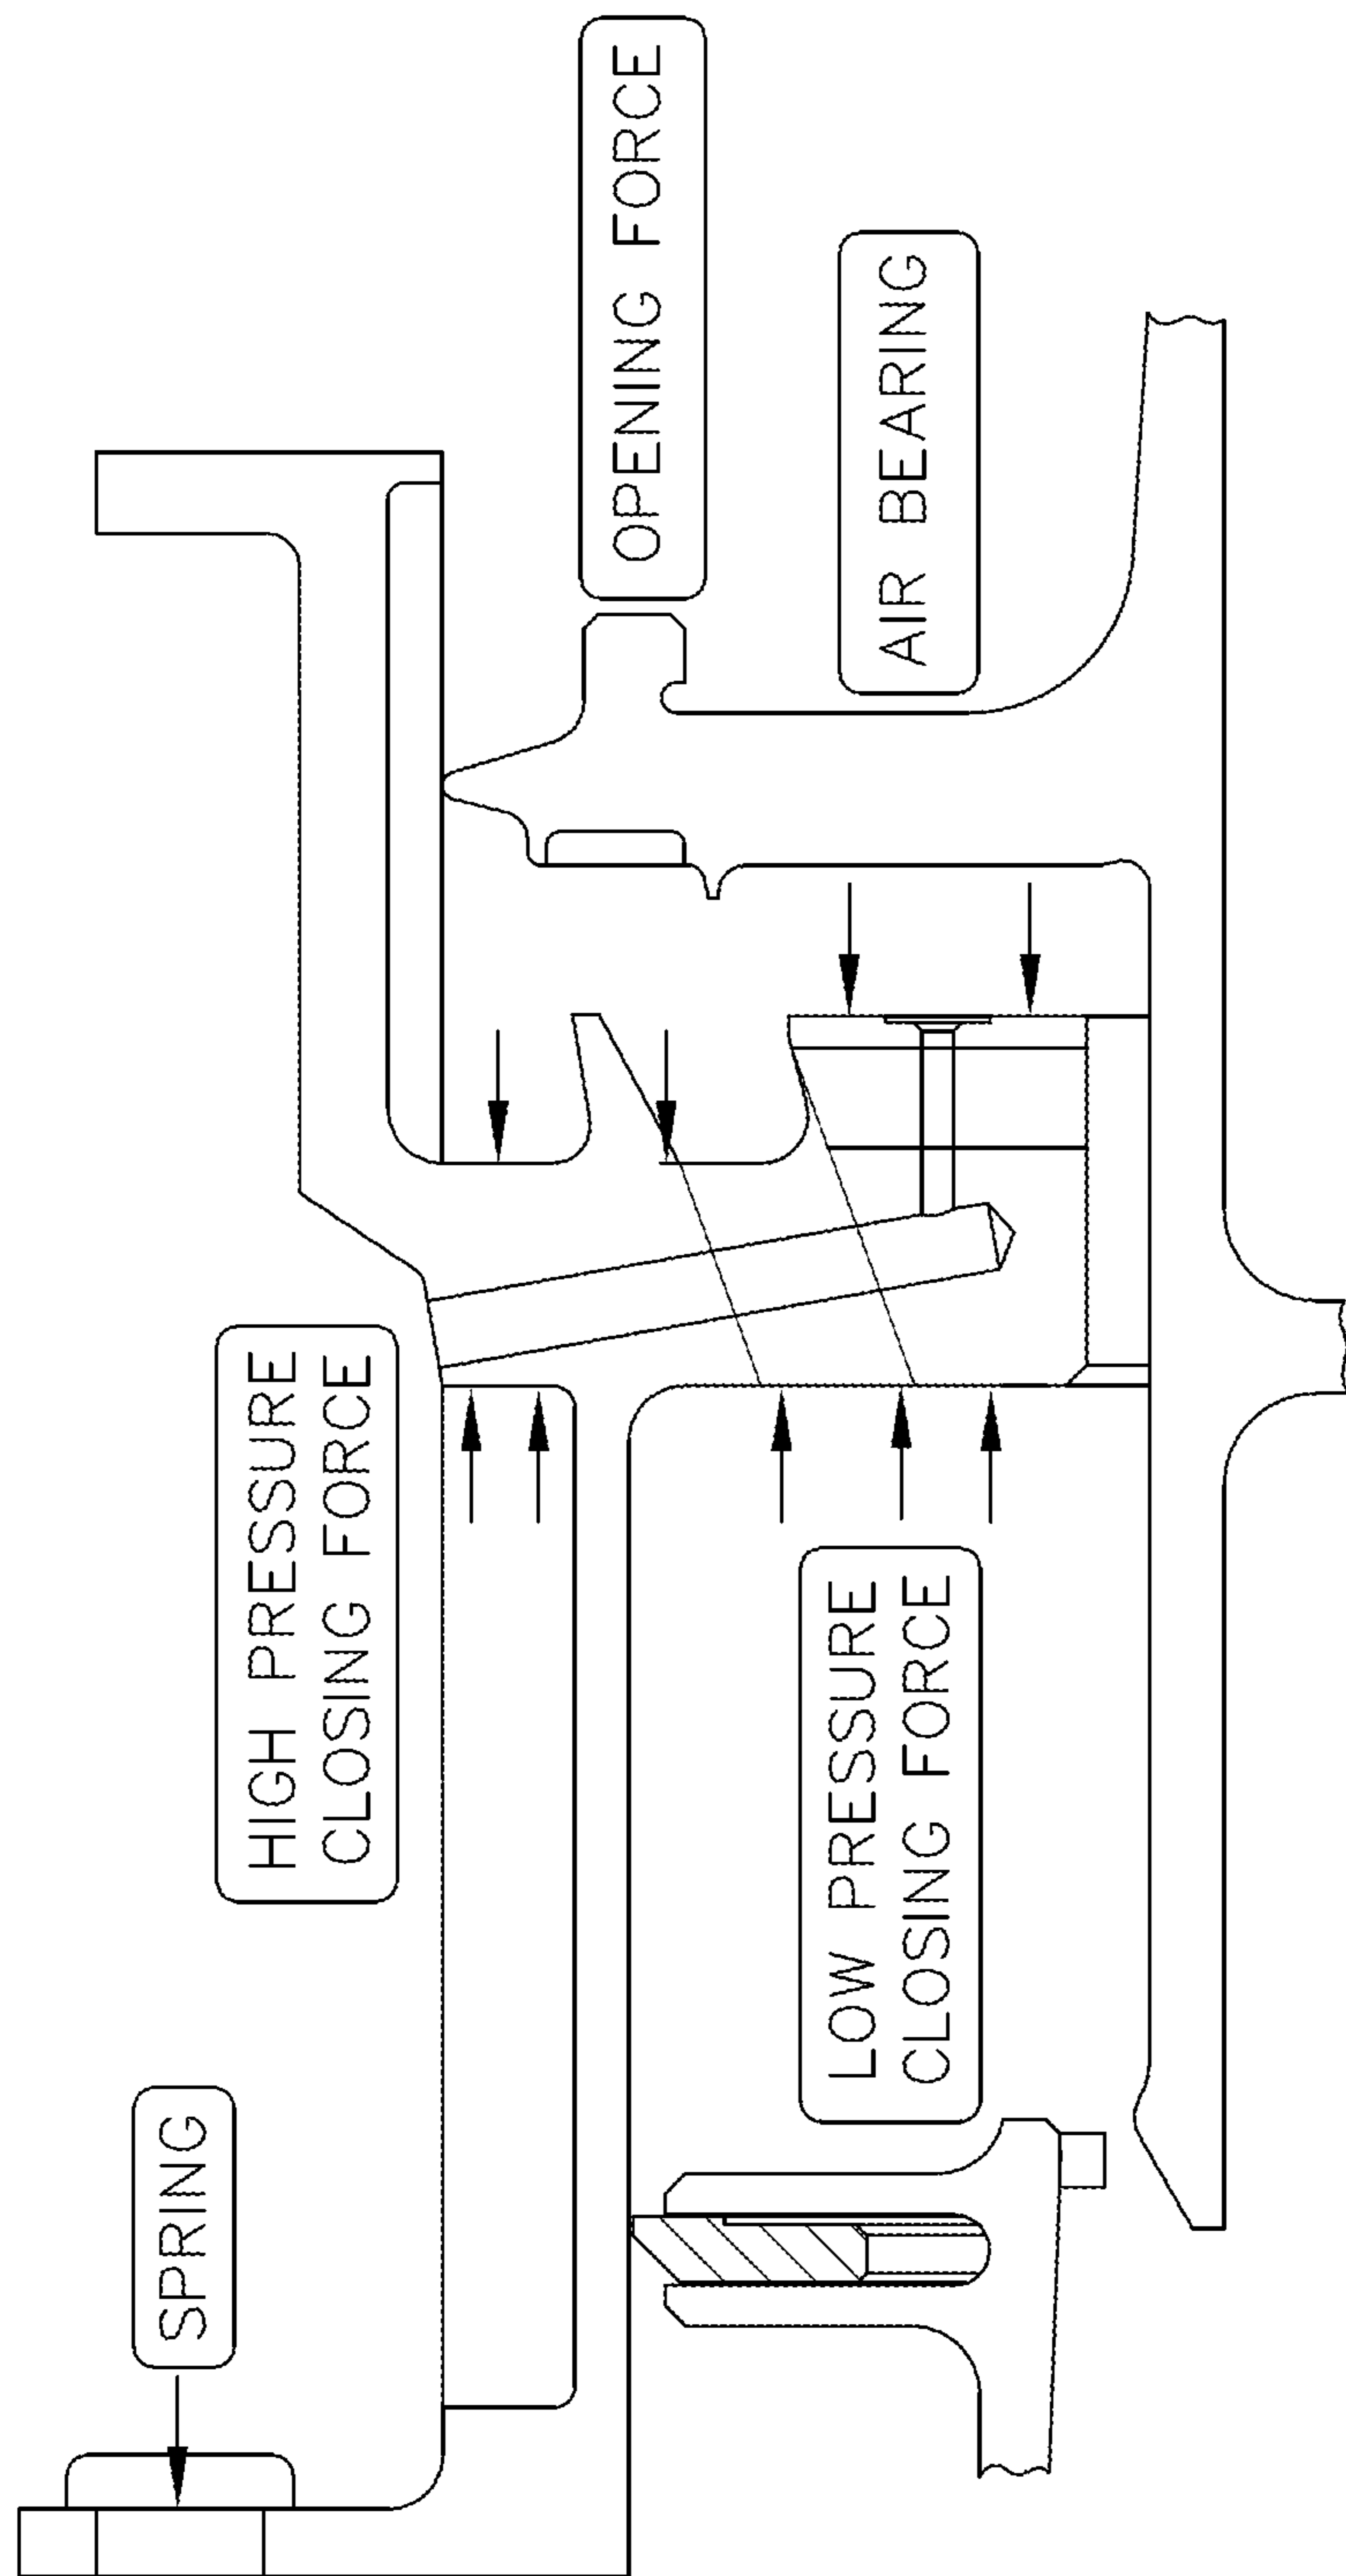 SPRING
HIGH PRESSURE
CLOSING FORCE
LOW PRESSURE
CLOSING FORCE
OPENING FORCE
AIR BEARING